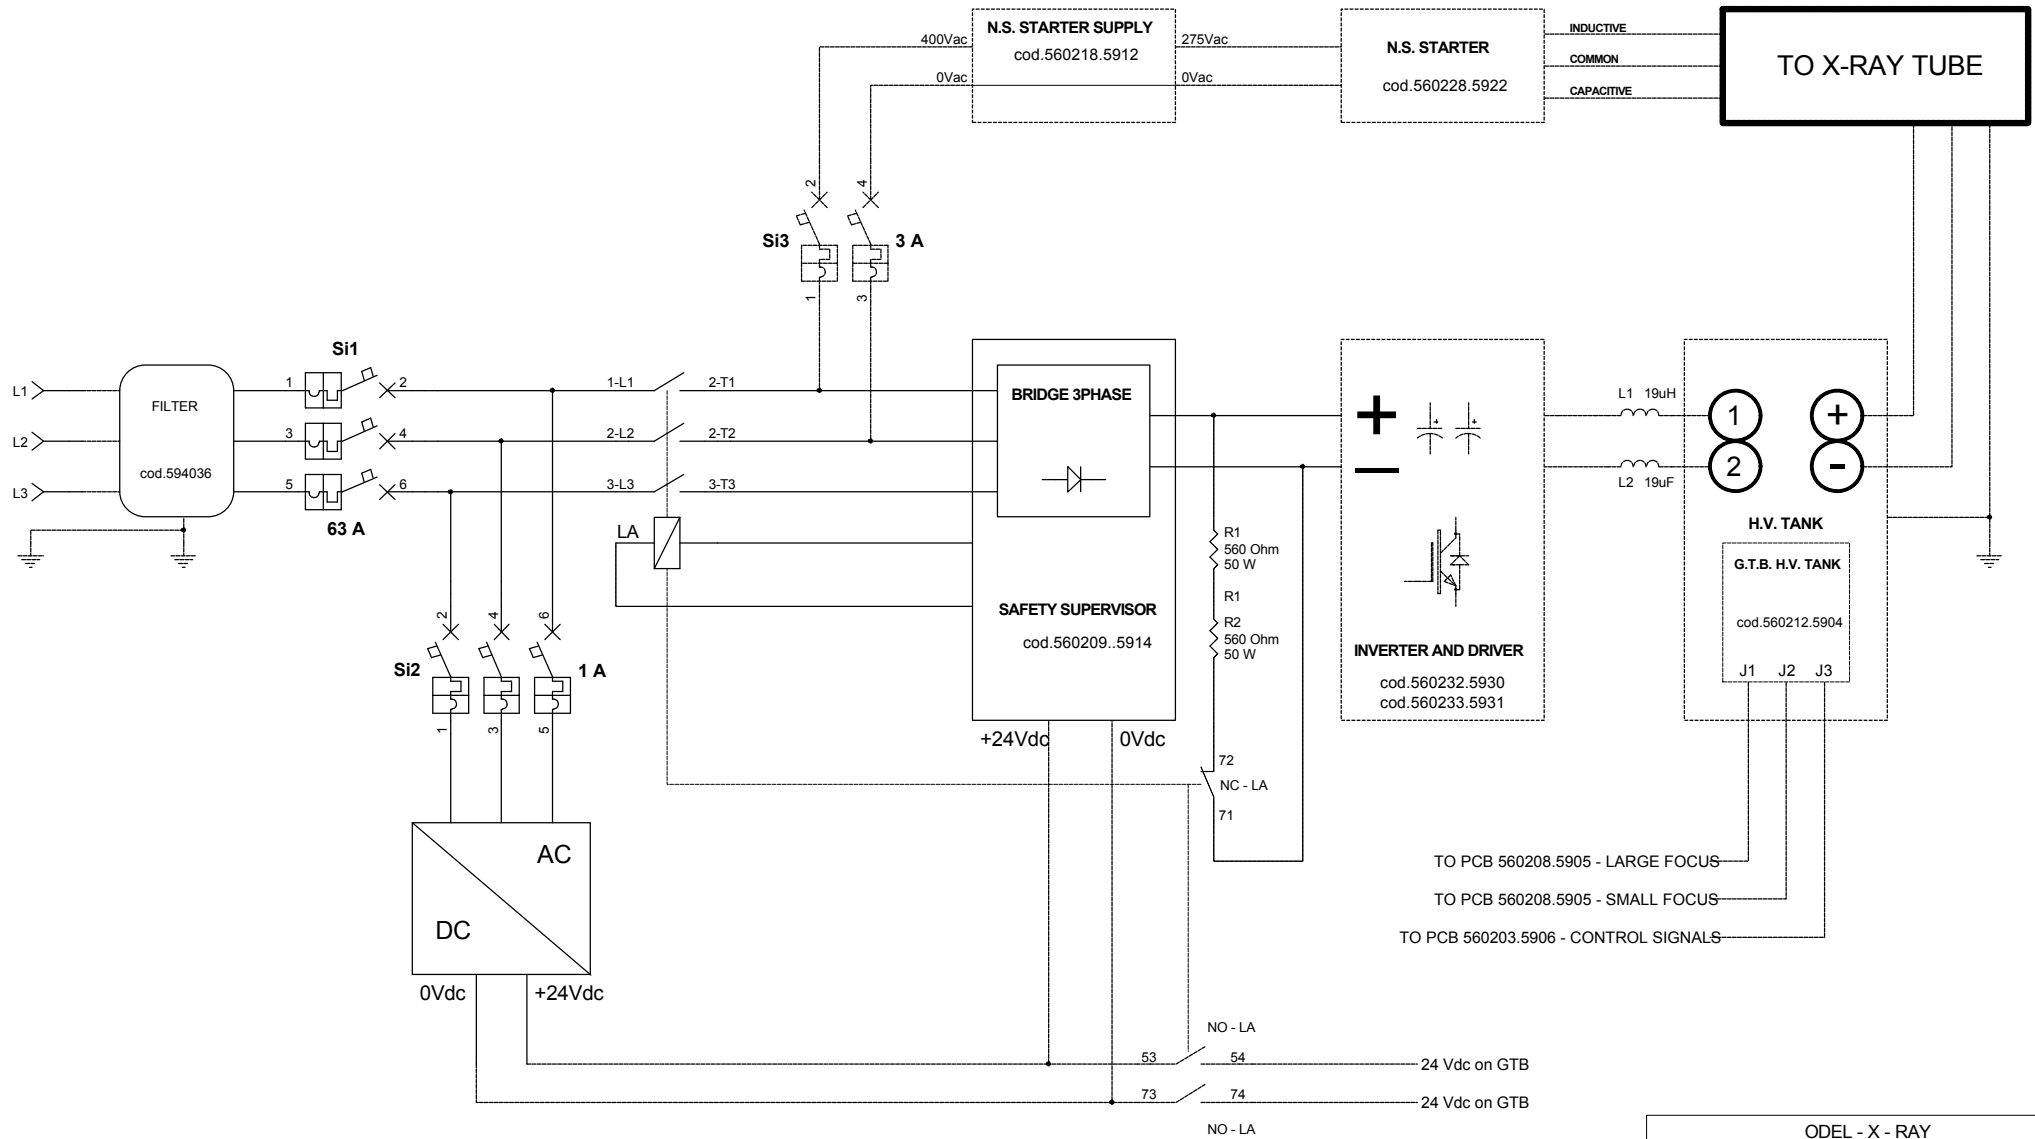 N.S. STARTER SUPPLY
cod.560218.5912
400Vac
0Vac
275Vac
0Vac
N.S. STARTER
cod.560228.5922
INDUCTIVE
COMMON
CAPACITIVE
TO X-RAY TUBE
2
4
Si3
3 A
1
3
L1
L2
L3
FILTER
cod.594036
Si1
1
2
3
4
5
6
63 A
1-L1
2-T1
2-L2
2-T2
3-L3
3-T3
LA
BRIDGE 3PHASE
SAFETY SUPERVISOR
cod.560209..5914
+24Vdc
0Vdc
R1
560 Ohm
50 W
R1
R2
560 Ohm
50 W
72
NC - LA
71
+
−
+
+
INVERTER AND DRIVER
cod.560232.5930
cod.560233.5931
L1 19uH
L2 19uF
1
2
+
-
H.V. TANK
G.T.B. H.V. TANK
cod.560212.5904
J1 J2 J3
2
4
6
Si2
1 A
1
3
5
AC
DC
0Vdc
+24Vdc
TO PCB 560208.5905 - LARGE FOCUS
TO PCB 560208.5905 - SMALL FOCUS
TO PCB 560203.5906 - CONTROL SIGNALS
NO - LA
53
54
24 Vdc on GTB
73
74
24 Vdc on GTB
NO - LA
ODEL - X - RAY